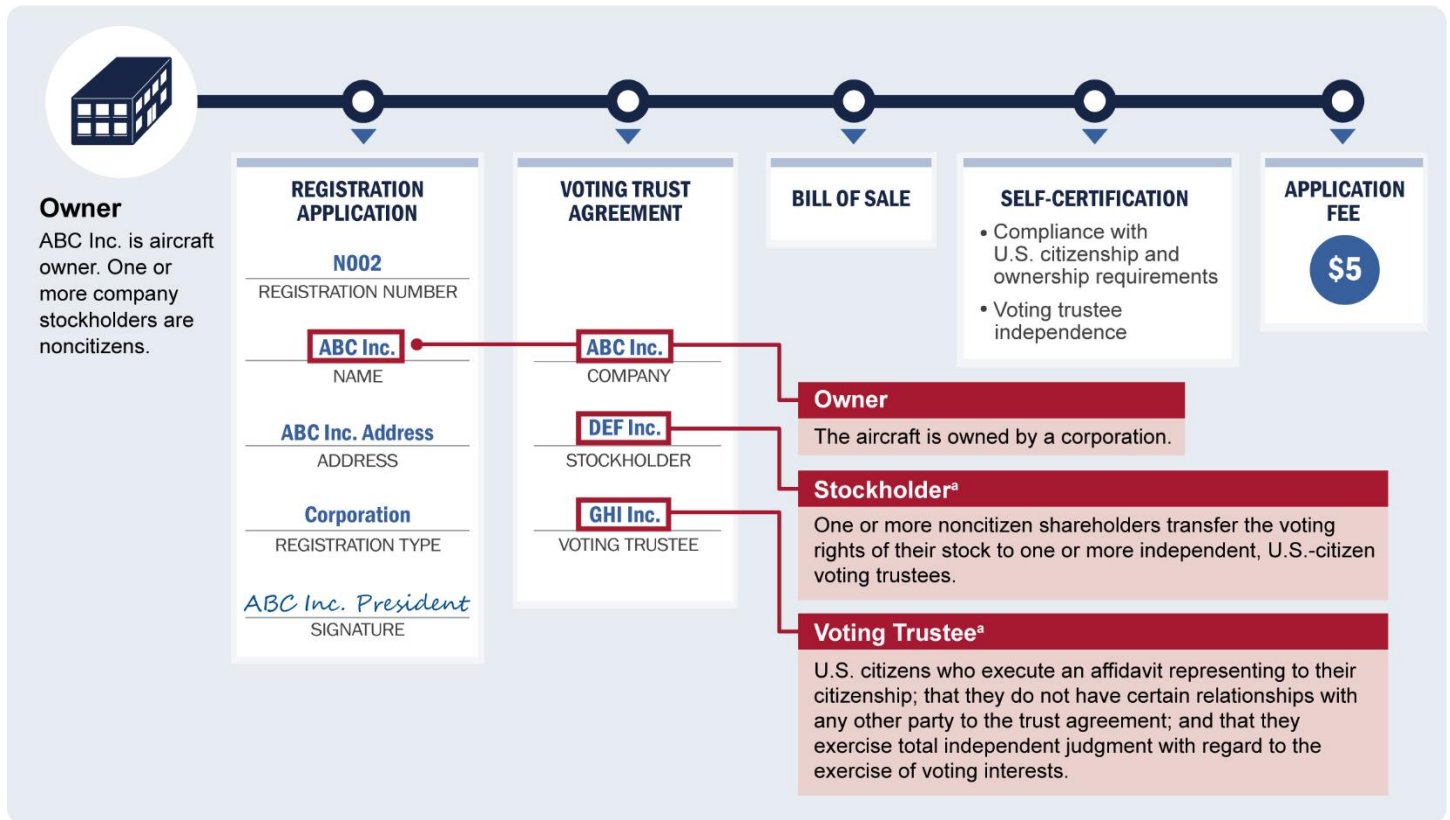 Owner
ABC Inc. is aircraft
owner. One or
more company
stockholders are
noncitizens.
REGISTRATION
APPLICATION
N002
REGISTRATION NUMBER
ABC Inc.
NAME
ABC Inc. Address
ADDRESS
Corporation
REGISTRATION TYPE
ABC Inc. President
SIGNATURE
VOTING TRUST
AGREEMENT
ABC Inc.
COMPANY
DEF Inc.
STOCKHOLDER
GHI Inc.
VOTING TRUSTEE
BILL OF SALE
SELF-CERTIFICATION
• Compliance with
U.S. citizenship and
ownership requirements
• Voting trustee
independence
APPLICATION
FEE
$5
Owner
The aircraft is owned by a corporation.
Stockholderᵃ
One or more noncitizen shareholders transfer the voting
rights of their stock to one or more independent, U.S.-citizen
voting trustees.
Voting Trusteeᵃ
U.S. citizens who execute an affidavit representing to their
citizenship; that they do not have certain relationships with
any other party to the trust agreement; and that they
exercise total independent judgment with regard to the
exercise of voting interests.